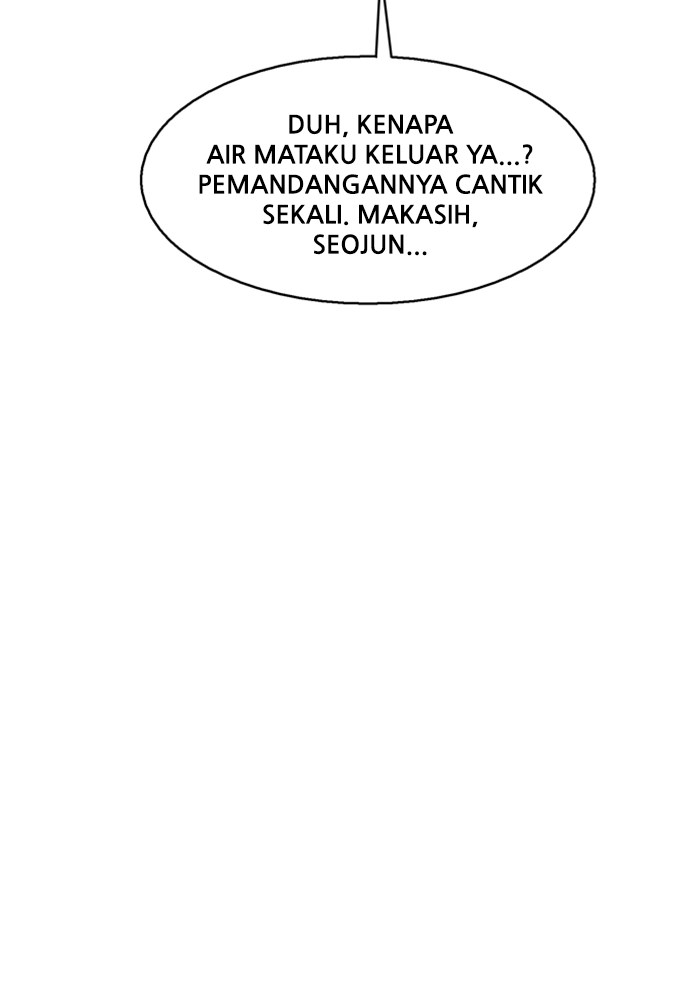 DUH, KENAPA
AIR MATAKU KELUAR YA...?
PEMANDANGANNYA CANTIK
SEKALI. MAKASIH,
SEOJUN...